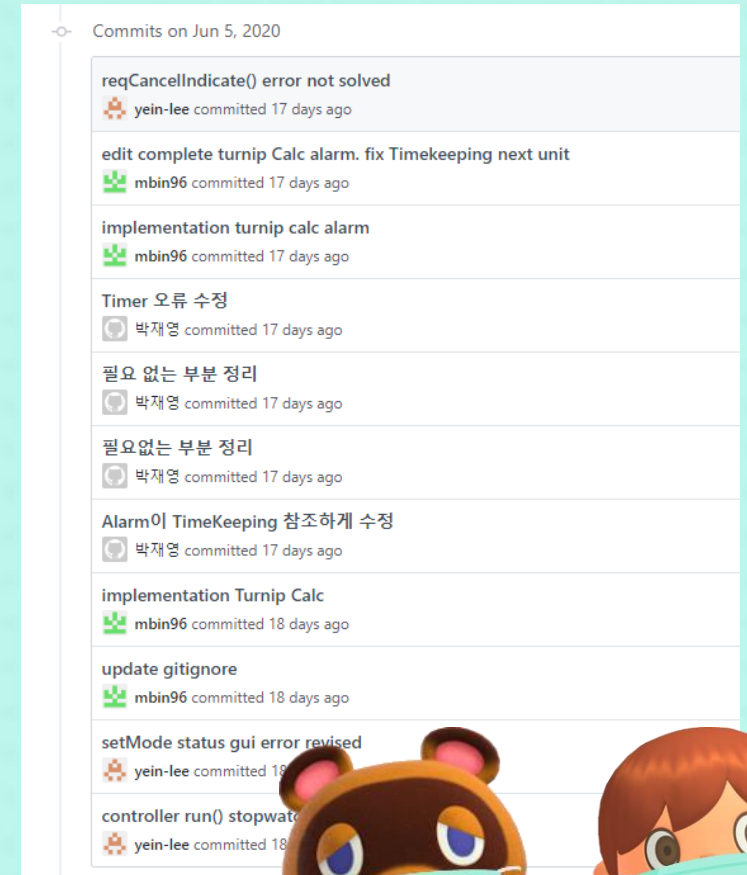 Commits on Jun 5, 2020
reqCancelIndicate() error not solved
yein-lee committed 17 days ago
edit complete turnip Calc alarm. fix Timekeeping next unit
mbin96 committed 17 days ago
implementation turnip calc alarm
mbin96 committed 17 days ago
Timer 오류 수정
박재영 committed 17 days ago
필요 없는 부분 정리
박재영 committed 17 days ago
필요없는 부분 정리
박재영 committed 17 days ago
Alarm이 TimeKeeping 참조하게 수정
박재영 committed 17 days ago
implementation Turnip Calc
mbin96 committed 18 days ago
update gitignore
mbin96 committed 18 days ago
setMode status gui error revised
yein-lee committed 18
controller run() stopwatc
yein-lee committed 18